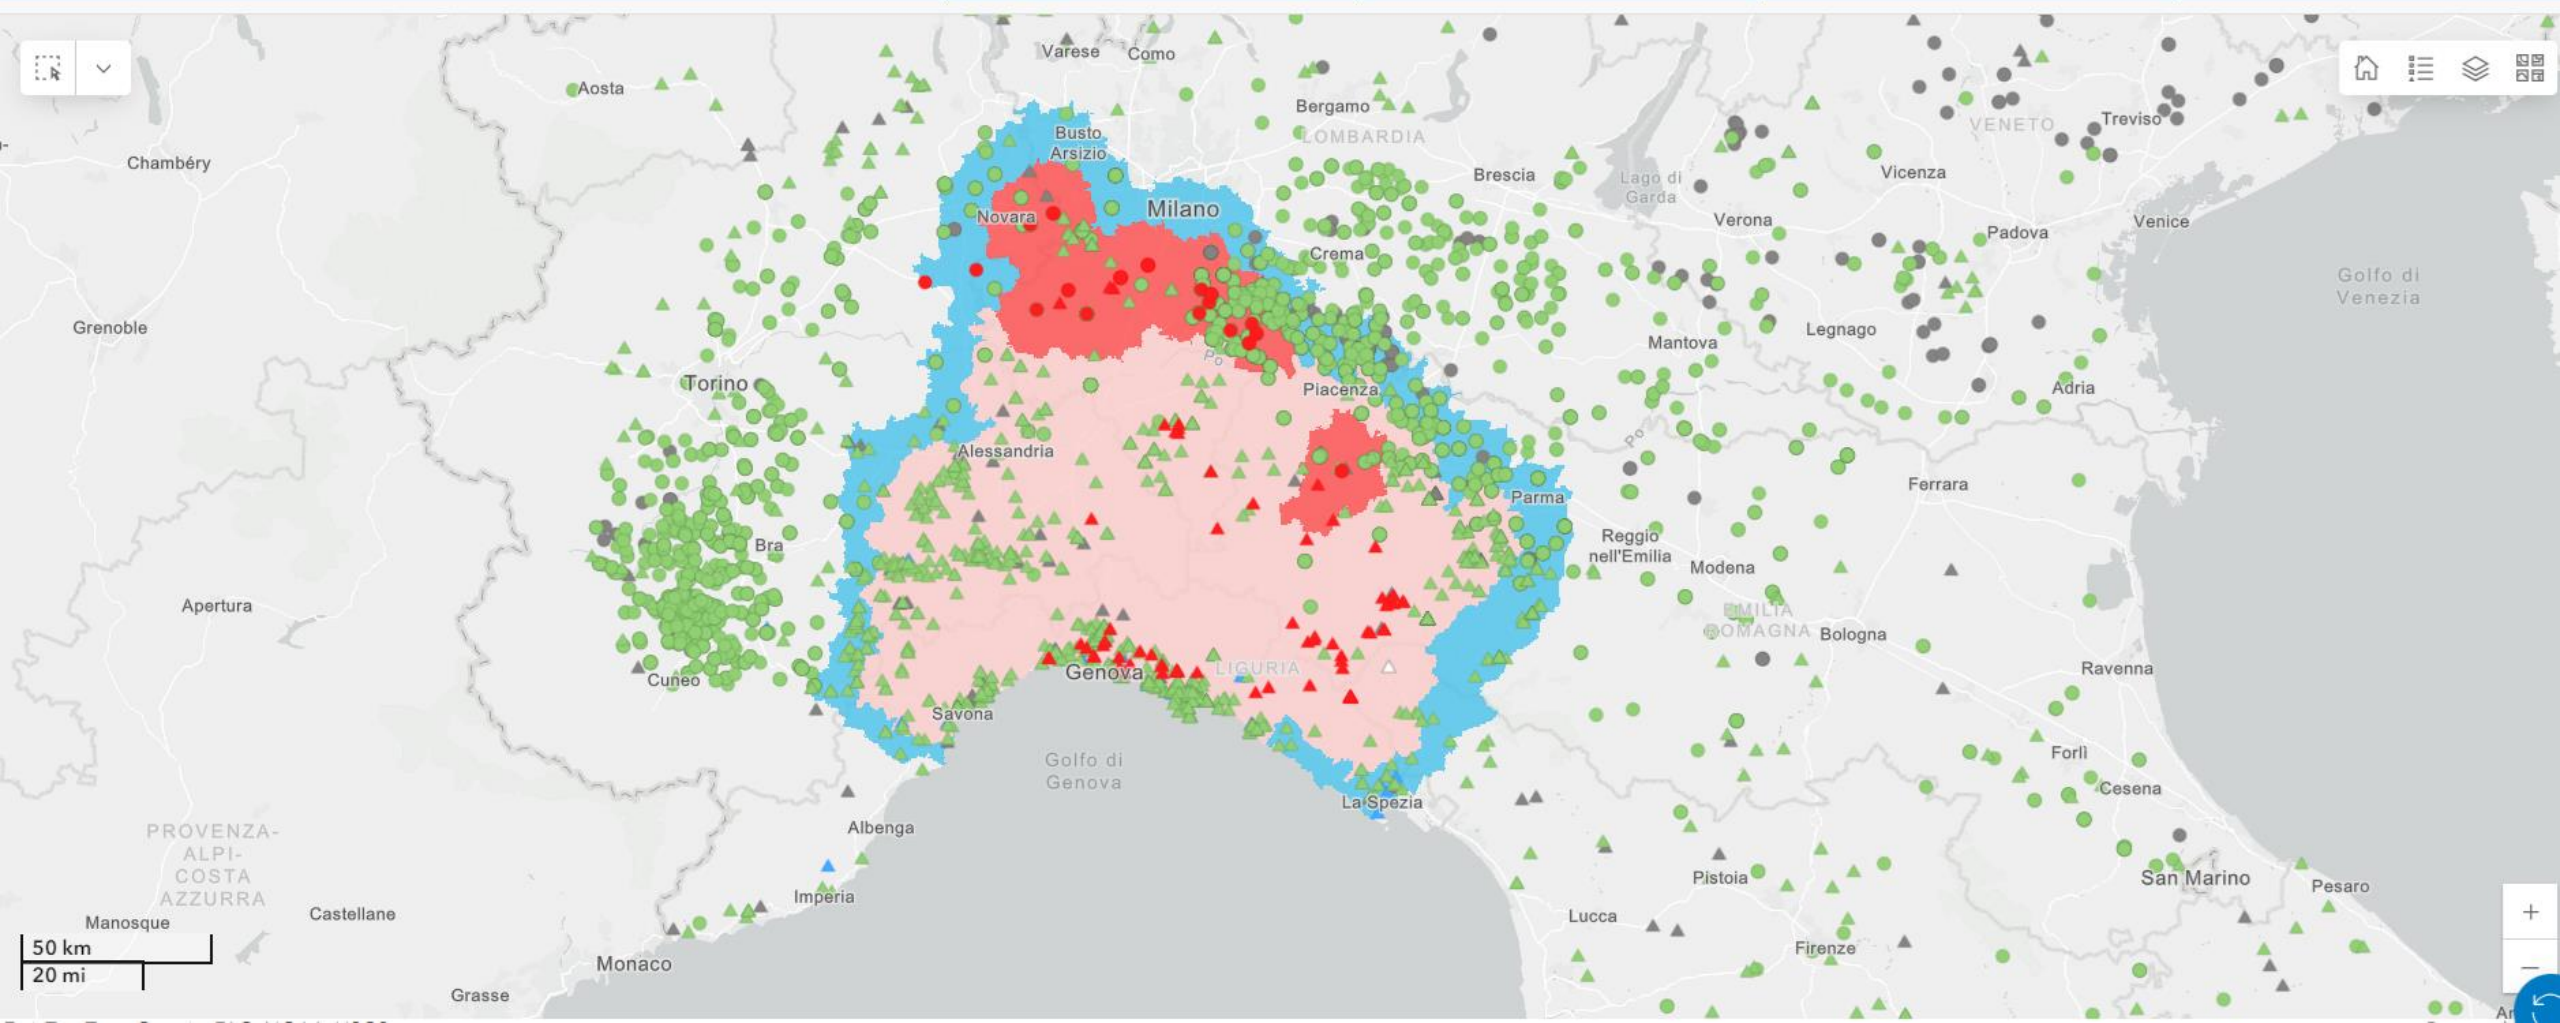 Varese
Como
Aosta
Bergamo
LOMBARDIA
Busto
Arsizio
VENETO
Treviso
Chambéry
Brescia
Lago di
Garda
Vicenza
Novara
Milano
Verona
Padova
Venice
Crema
Golfo di
Venezia
Grenoble
Legnago
Mantova
Po
Torino
Piacenza
Adria
Po
Alessandria
Ferrara
Parma
Bra
Reggio
nell'Emilia
Modena
Apertura
EMILIA
ROMAGNA
Bologna
Genova
LIGURIA
Ravenna
Cuneo
Savona
Forlì
Golfo di
Genova
Cesena
La Spezia
Albenga
PROVENZA-
ALPI-
COSTA
AZZURRA
Pistoia
San Marino
Pesaro
Imperia
Manosque
Castellane
Lucca
50 km
Firenze
Monaco
20 mi
Grasse